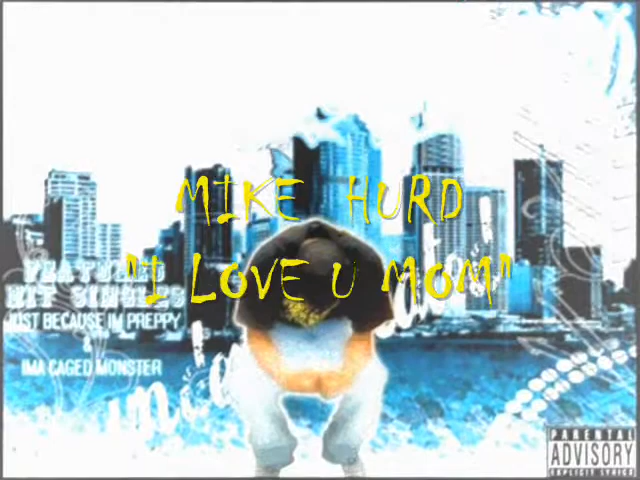 MIKE HURD
"I LOVE U MOM"
FEATURED
HIT SINGLES
JUST BECAUSE IM PREPPY
&
IMA CAGED MONSTER
PARENTAL
ADVISORY
EXPLICIT LYRICS